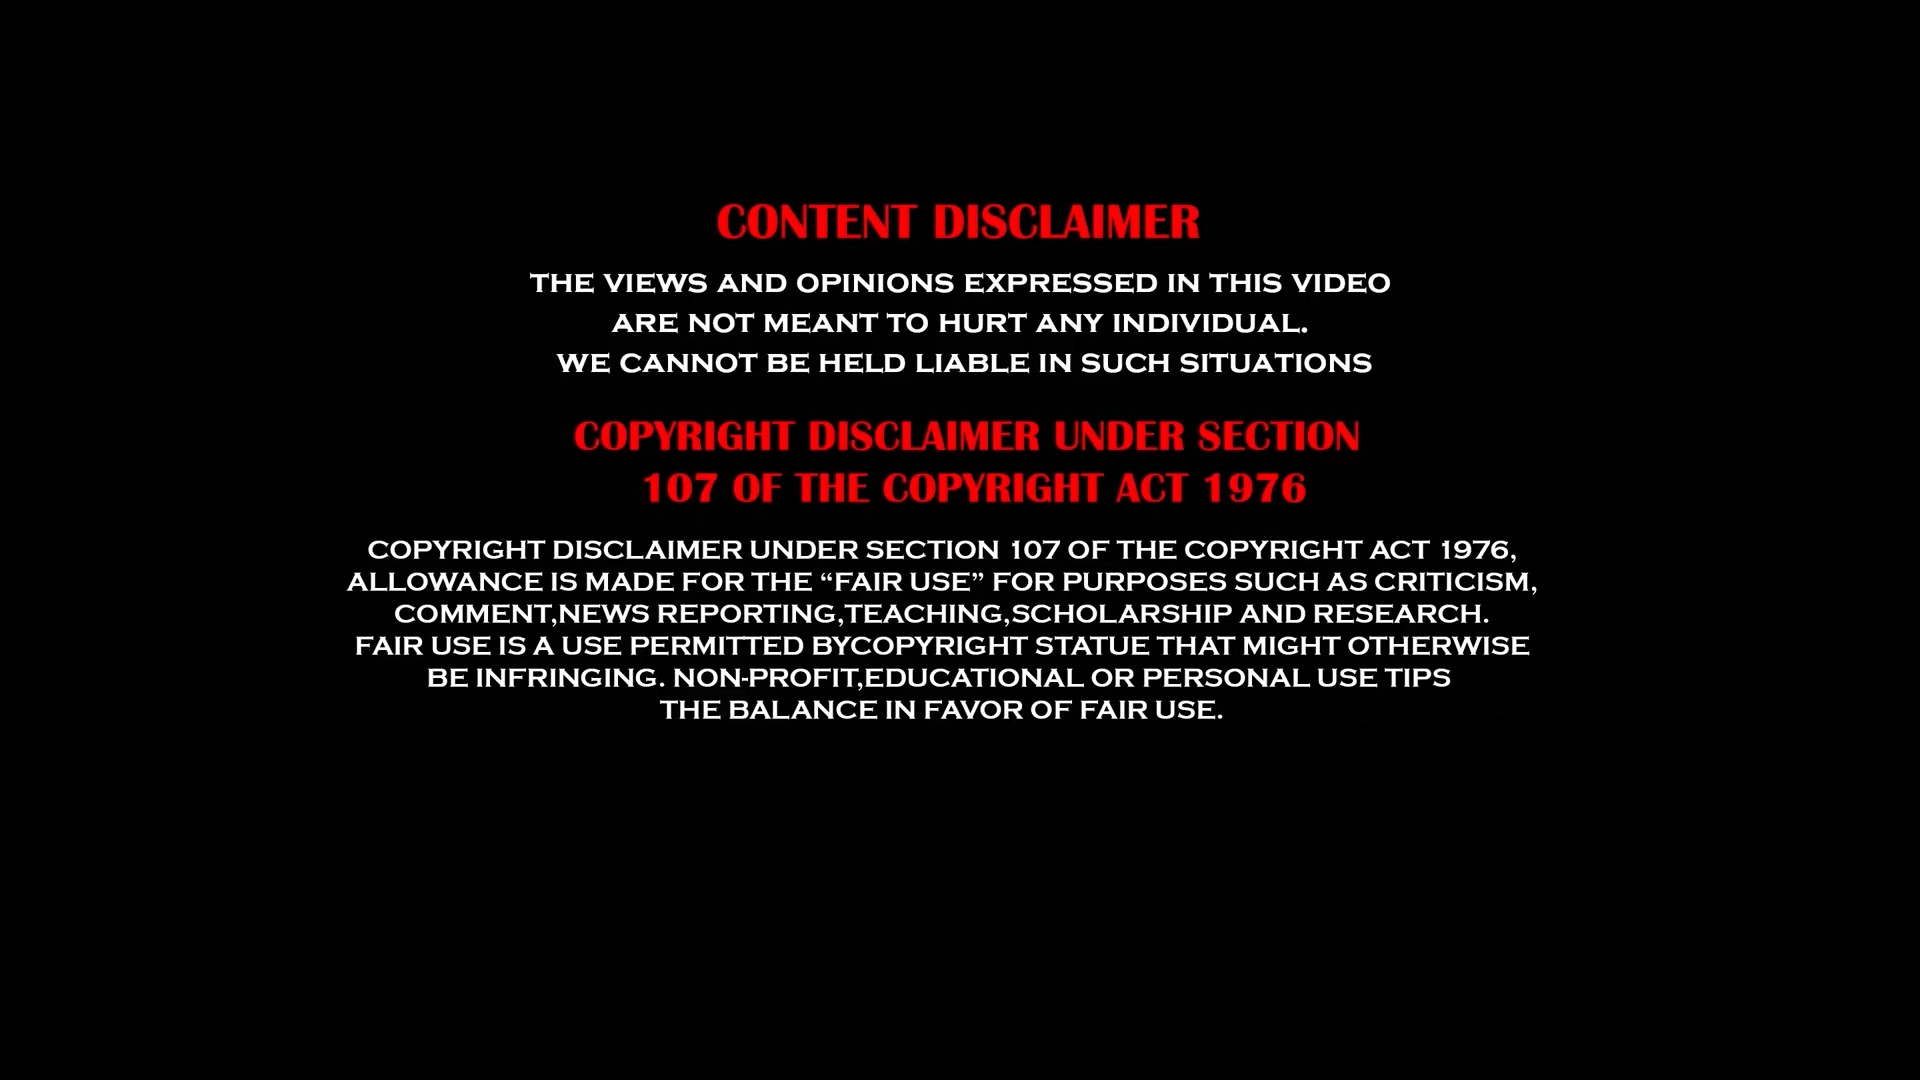 CONTENT DISCLAIMER
THE VIEWS AND OPINIONS EXPRESSED IN THIS VIDEO
ARE NOT MEANT TO HURT ANY INDIVIDUAL.
WE CANNOT BE HELD LIABLE IN SUCH SITUATIONS
COPYRIGHT DISCLAIMER UNDER SECTION
107 OF THE COPYRIGHT ACT 1976
COPYRIGHT DISCLAIMER UNDER SECTION 107 OF THE COPYRIGHT ACT 1976,
ALLOWANCE IS MADE FOR THE “FAIR USE” FOR PURPOSES SUCH AS CRITICISM,
COMMENT,NEWS REPORTING,TEACHING,SCHOLARSHIP AND RESEARCH.
FAIR USE IS A USE PERMITTED BYCOPYRIGHT STATUE THAT MIGHT OTHERWISE
BE INFRINGING. NON-PROFIT,EDUCATIONAL OR PERSONAL USE TIPS
THE BALANCE IN FAVOR OF FAIR USE.